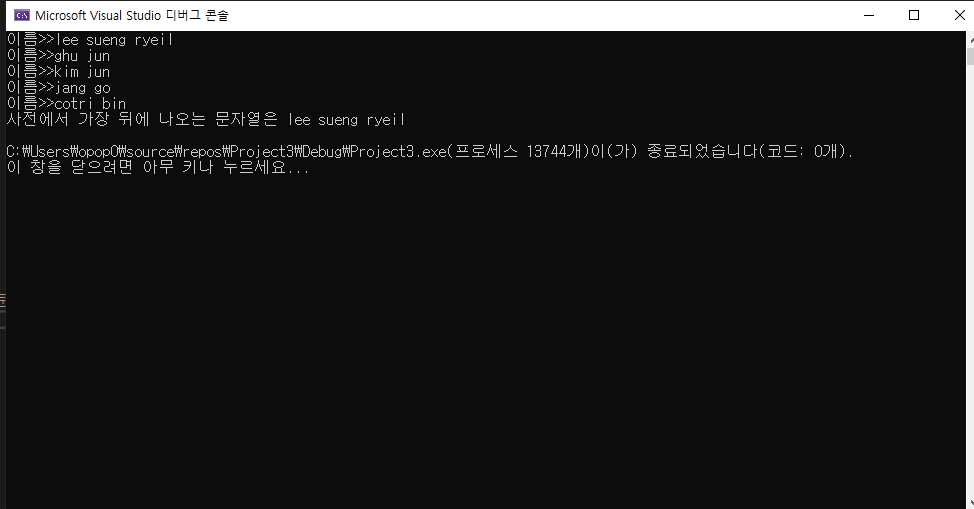 Microsoft Visual Studio 디버그 콘솔
이름>>lee sueng ryeil
이름>>ghu jun
이름>>Kim jun
이름>>jang go
이름>>cotri bin
사전에서 가장 뒤에 나오는 문자열은 lee sueng ryeil
C:₩Users₩opop0₩source₩repos₩Project3₩Debug₩Project3.exe(프로세스 13744개)이(가) 종료되었습니다(코드: 0개).
이 창을 닫으려면 아무 키나 누르세요...